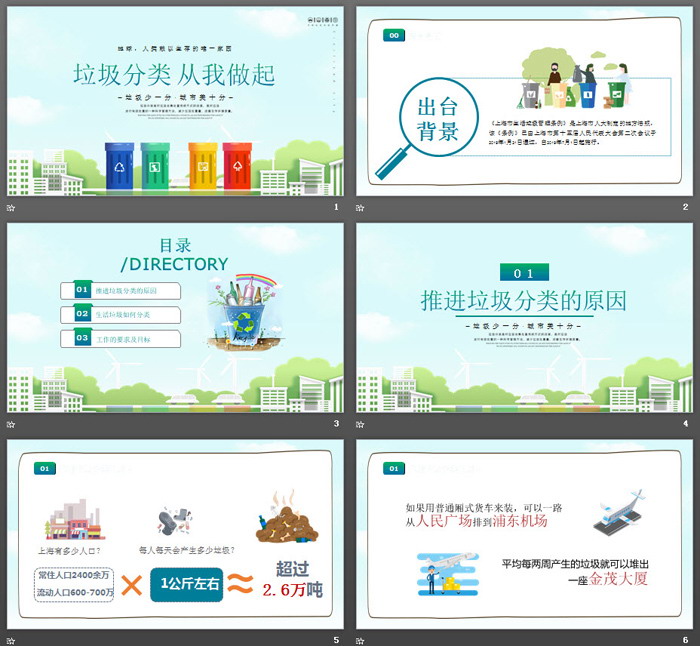 地球，人类赖以生存的唯一家园
垃圾分类 从我做起
-垃圾少一分·城市美十分-
1
00
出台
背景
《上海市生活垃圾管理条例》是上海市人大制定的地方法规，
该《条例》已由上海市第十五届人民代表大会第二次会议于
2019年1月31日通过，自2019年7月1日起施行。
2
目录
/DIRECTORY
01 推进垃圾分类的原因
02 生活垃圾如何分类
03 工作的要求及目标
3
01
推进垃圾分类的原因
-垃圾少一分·城市美十分-
4
01
上海有多少人口?
每人每天会产生多少垃圾?
常住人口2400余万
流动人口600-700万
1公斤左右
超过
2.6万吨
5
01
如果用普通厢式货车来装，可以一路
从人民广场排到浦东机场
平均每两周产生的垃圾就可以堆出
一座金茂大厦
6